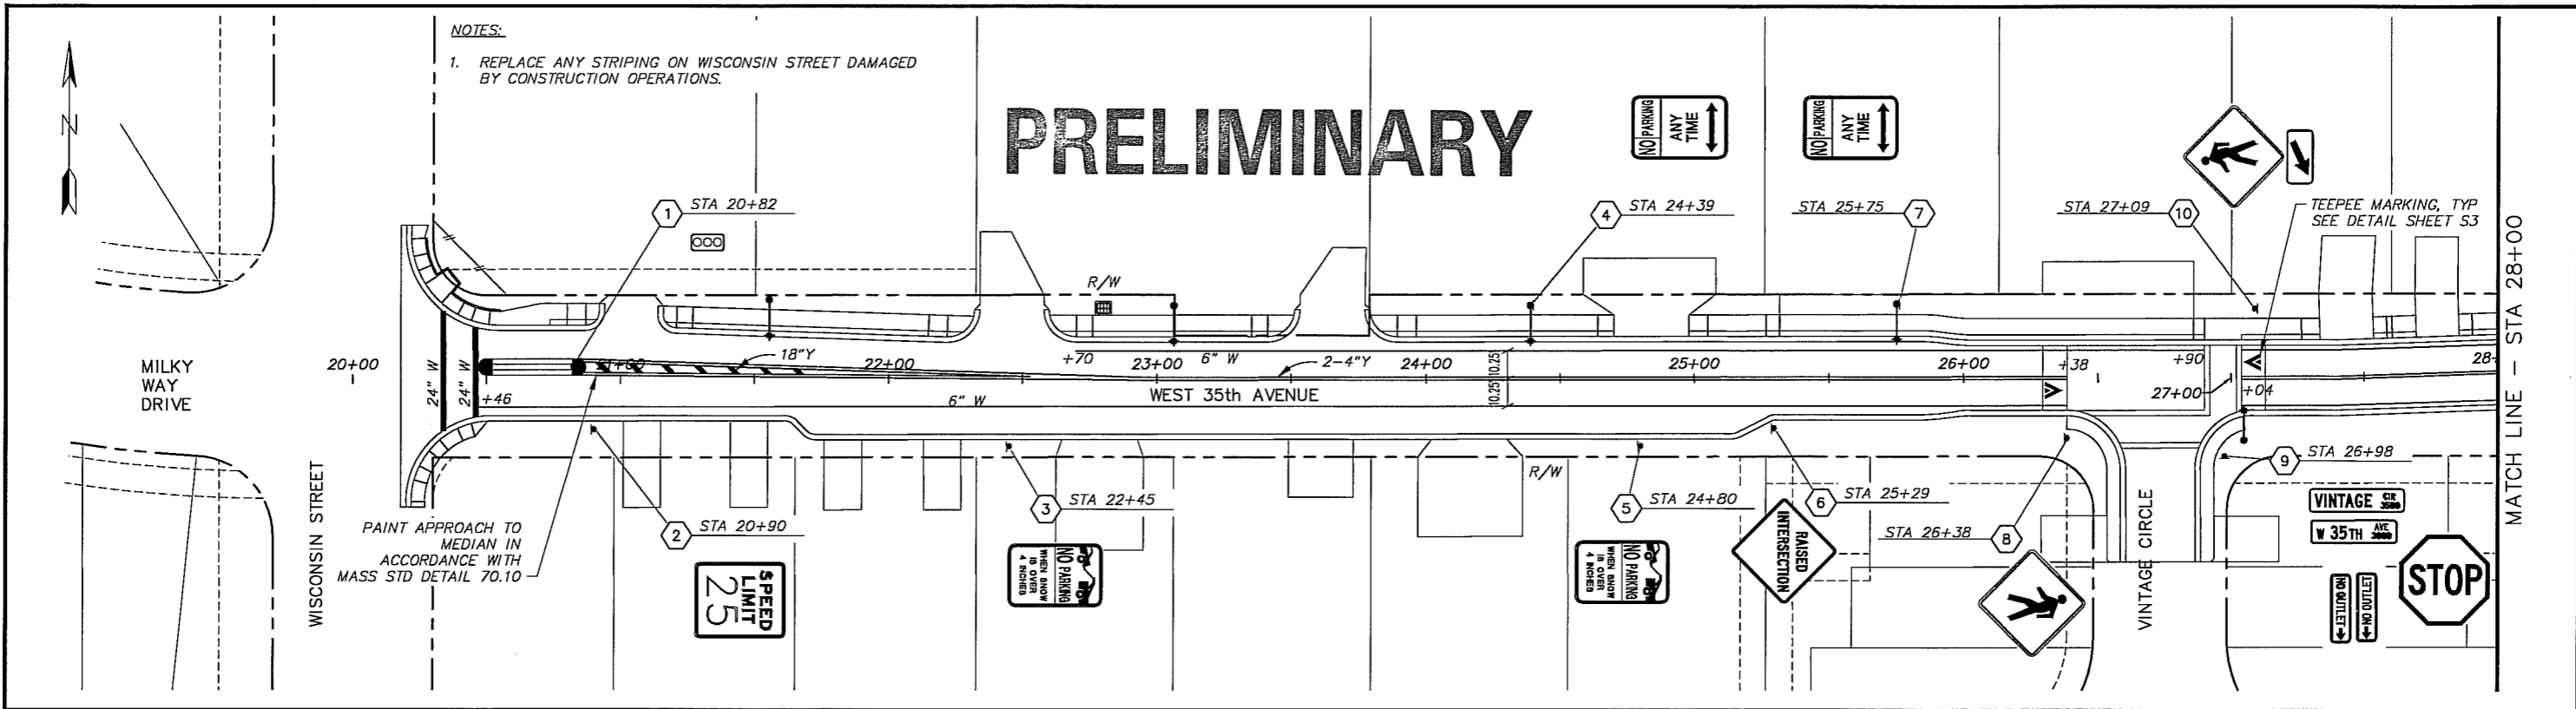 NOTES:
1. REPLACE ANY STRIPING ON WISCONSIN STREET DAMAGED
BY CONSTRUCTION OPERATIONS.
PRELIMINARY
N
NO PARKING
ANY
TIME
NO PARKING
ANY
TIME
1 STA 20+82
4 STA 24+39
STA 25+75 7
STA 27+09 10
TEEPEE MARKING, TYP
SEE DETAIL SHEET S3
R/W
MILKY
WAY
DRIVE
20+00
24" W
24" W
+46
18"Y
22+00
+70
23+00
6" W
2-4"Y
24+00
10.25'
10.25'
25+00
26+00
+38
+90
27+00
+04
28+
6" W
WEST 35th AVENUE
MATCH LINE - STA 28+00
WISCONSIN STREET
PAINT APPROACH TO
MEDIAN IN
ACCORDANCE WITH
MASS STD DETAIL 70.10
2 STA 20+90
3 STA 22+45
R/W
5 STA 24+80
6 STA 25+29
STA 26+38 8
9 STA 26+98
VINTAGE CIRCLE
SPEED
LIMIT
25
NO PARKING
WHEN SNOW
IS OVER
4 INCHES
NO PARKING
WHEN SNOW
IS OVER
4 INCHES
RAISED
INTERSECTION
VINTAGE CIR 3500
W 35TH AVE 3000
NO OUTLET
NO OUTLET
STOP